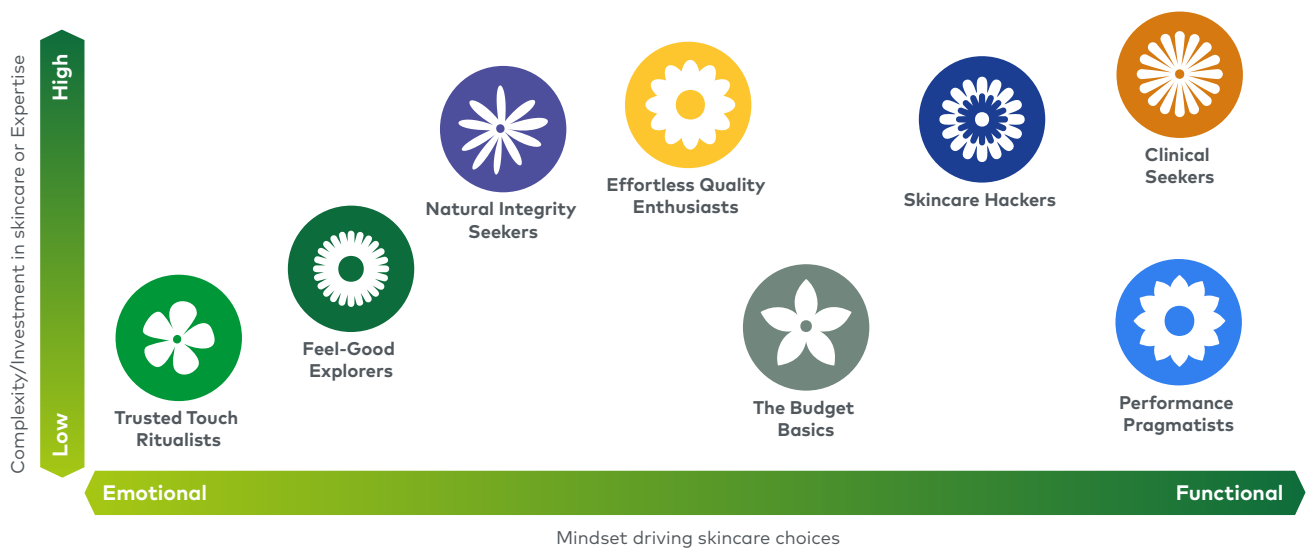 Complexity/Investment in skincare or Expertise
High
Low
Natural Integrity
Seekers
Effortless Quality
Enthusiasts
Skincare Hackers
Clinical
Seekers
Feel-Good
Explorers
Trusted Touch
Ritualists
The Budget
Basics
Performance
Pragmatists
Emotional
Functional
Mindset driving skincare choices